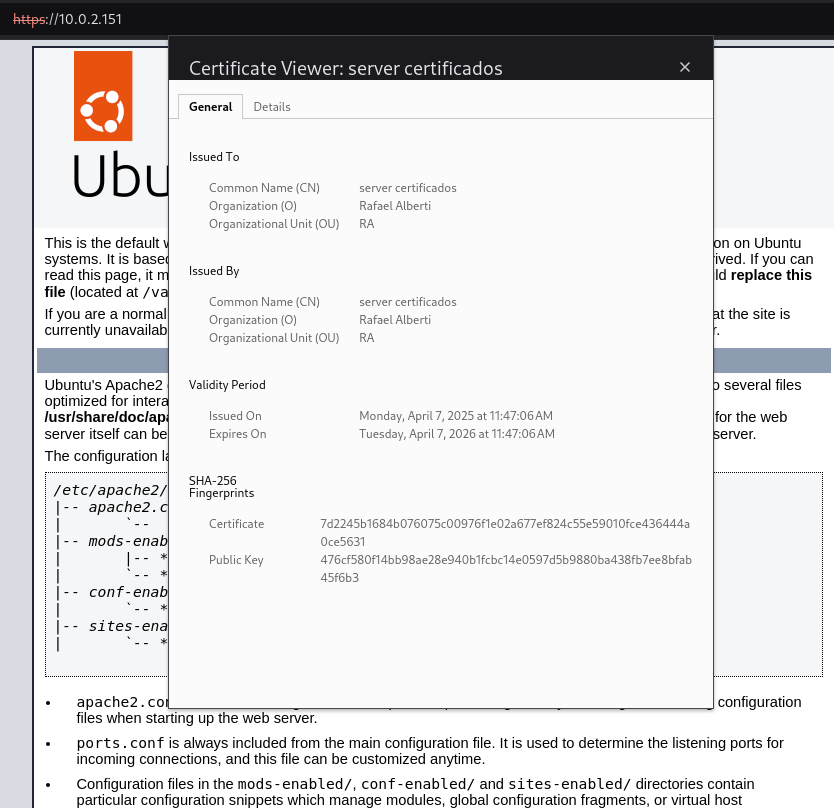 https://10.0.2.151
Certificate Viewer: server certificados
×
General Details
Ubu
Issued To
Common Name (CN) server certificados
Organization (O) Rafael Alberti
Organizational Unit (OU) RA
Issued By
Common Name (CN) server certificados
Organization (O) Rafael Alberti
Organizational Unit (OU) RA
Validity Period
Issued On Monday, April 7, 2025 at 11:47:06 AM
Expires On Tuesday, April 7, 2026 at 11:47:06 AM
SHA-256
Fingerprints
Certificate 7d2245b1684b076075c00976f1e02a677ef824c55e59010fce436444a
0ce5631
Public Key 476cf580f14bb98ae28e940b1fcbc14e0597d5b9880ba438fb7ee8bfab
45f6b3
This is the default on on Ubuntu
systems. It is base rived. If you can
read this page, it replace this
file (located at /va
If you are a normal at the site is
currently unavailab r.
Ubuntu's Apache2 o several files
optimized for intera
/usr/share/doc/apa for the web
server itself can be server.
The configuration la
/etc/apache2/
|-- apache2.c
| `--
|-- mods-enab
| |-- *
| `-- *
|-- conf-enab
| `-- *
|-- sites-ena
| `-- *
• apache2.con configuration
files when starting up the web server.
• ports.conf is always included from the main configuration file. It is used to determine the listening ports for
incoming connections, and this file can be customized anytime.
• Configuration files in the mods-enabled/, conf-enabled/ and sites-enabled/ directories contain
particular configuration snippets which manage modules, global configuration fragments, or virtual host